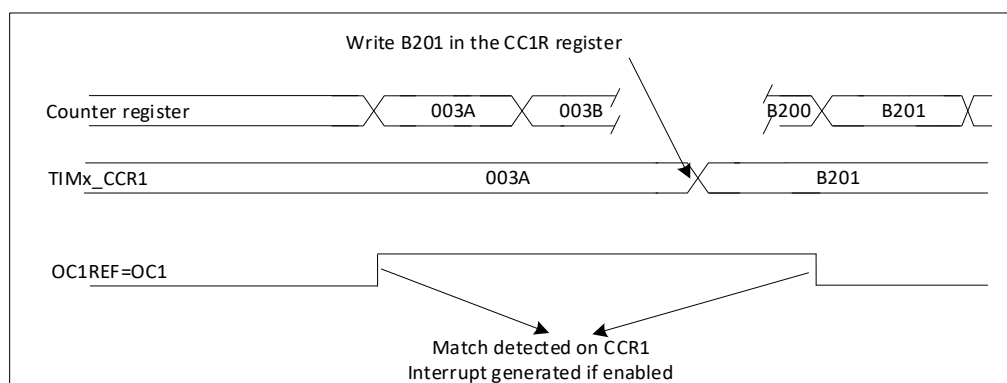 Write B201 in the CC1R register
Counter register 003A 003B B200 B201
TIMx_CCR1 003A B201
OC1REF=OC1
Match detected on CCR1
Interrupt generated if enabled